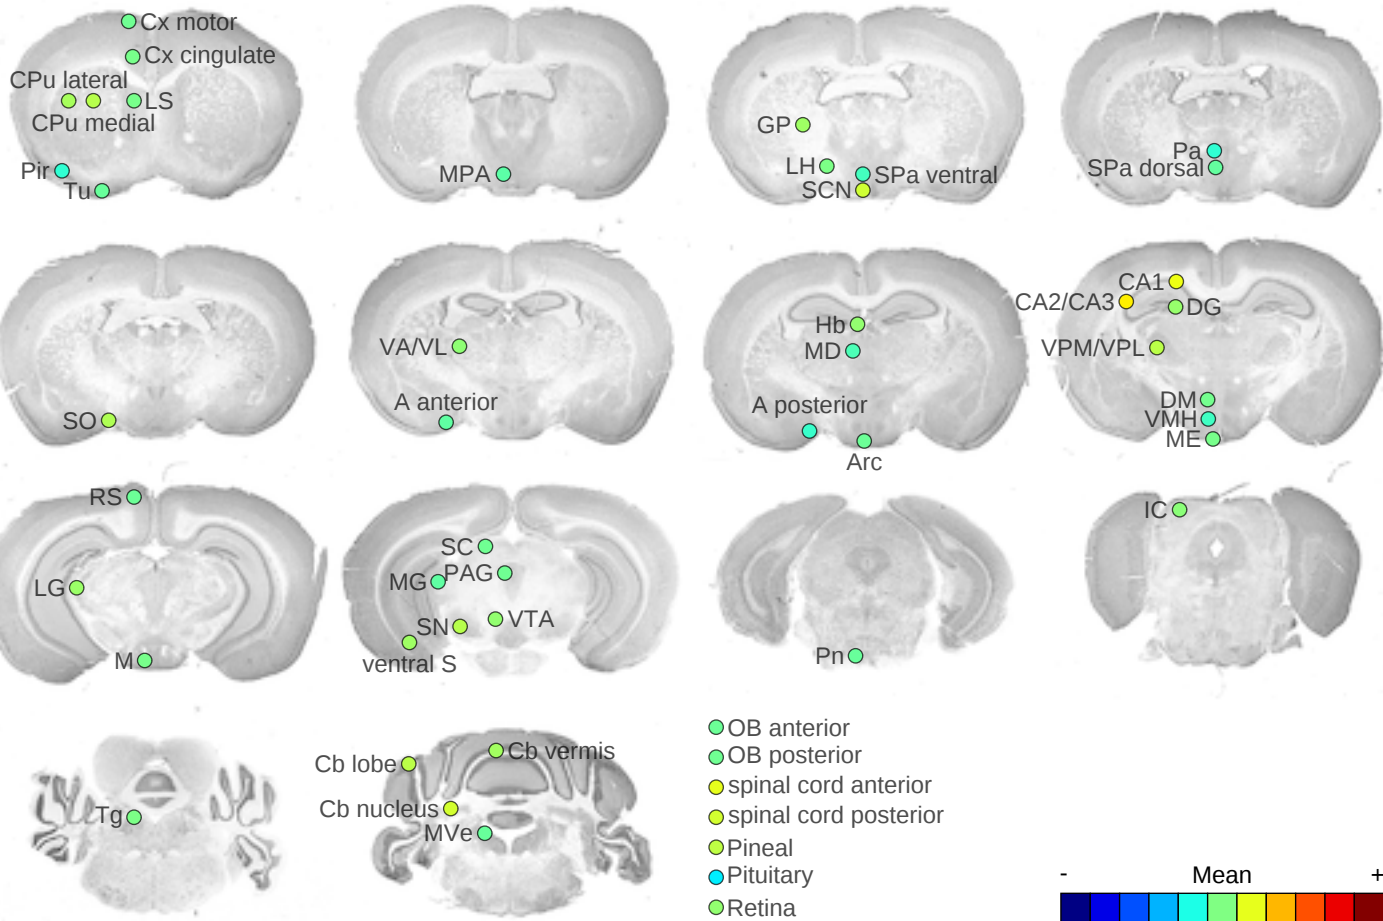 Cx motor
Cx cingulate
CPu lateral
LS
CPu medial
Pir
Tu
MPA
GP
LH
SPa ventral
SCN
Pa
SPa dorsal
SO
VA/VL
A anterior
Hb
MD
A posterior
Arc
CA1
CA2/CA3
DG
VPM/VPL
DM
VMH
ME
RS
LG
M
SC
MG
PAG
SN
VTA
ventral S
Pn
IC
Tg
Cb lobe
Cb vermis
Cb nucleus
MVe
OB anterior
OB posterior
spinal cord anterior
spinal cord posterior
Pineal
Pituitary
Retina
- Mean +